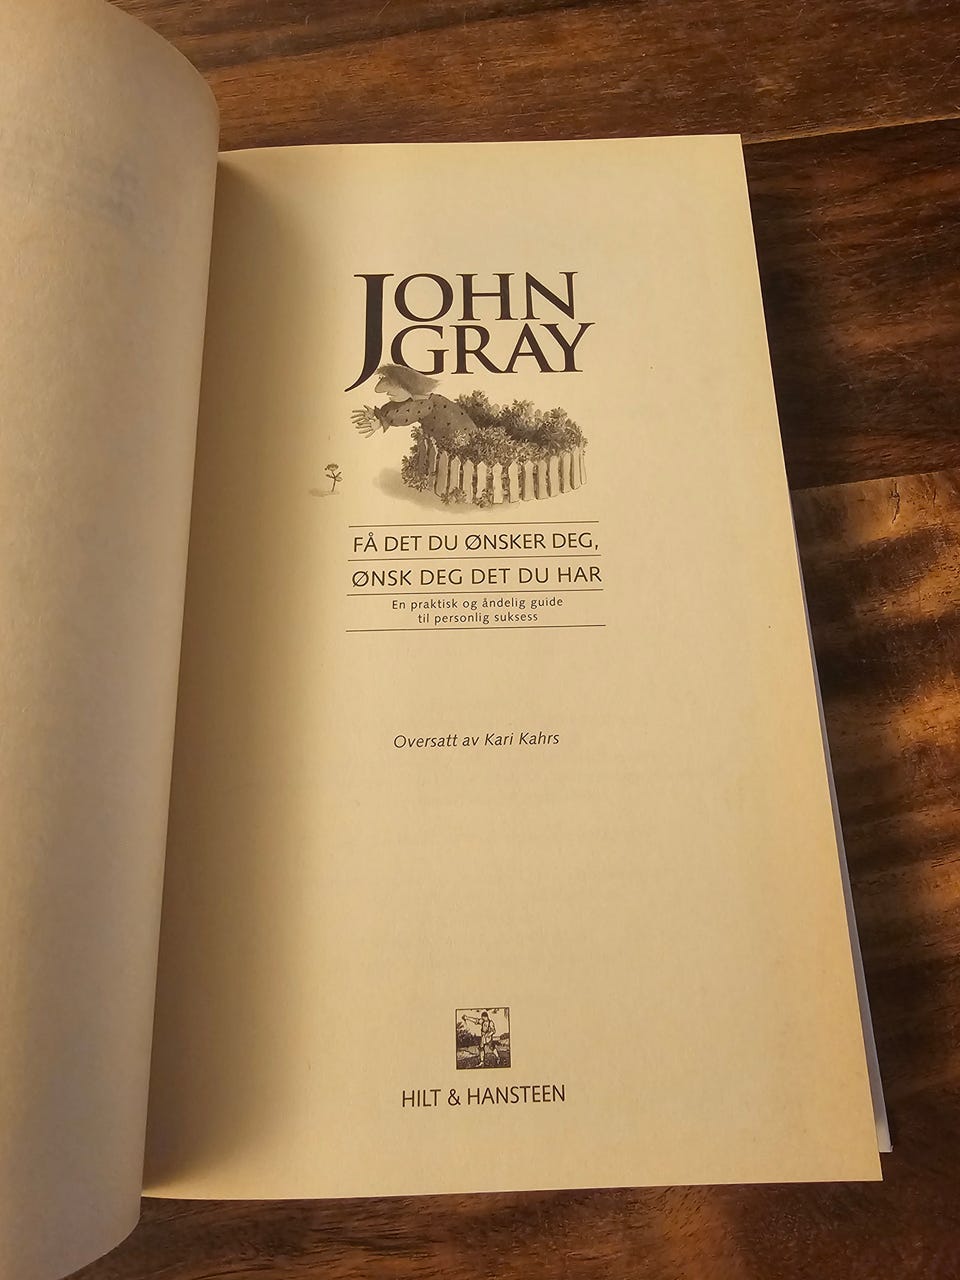 JOHN
GRAY
FÅ DET DU ØNSKER DEG,
ØNSK DEG DET DU HAR
En praktisk og åndelig guide
til personlig suksess
Oversatt av Kari Kahrs
HILT & HANSTEEN